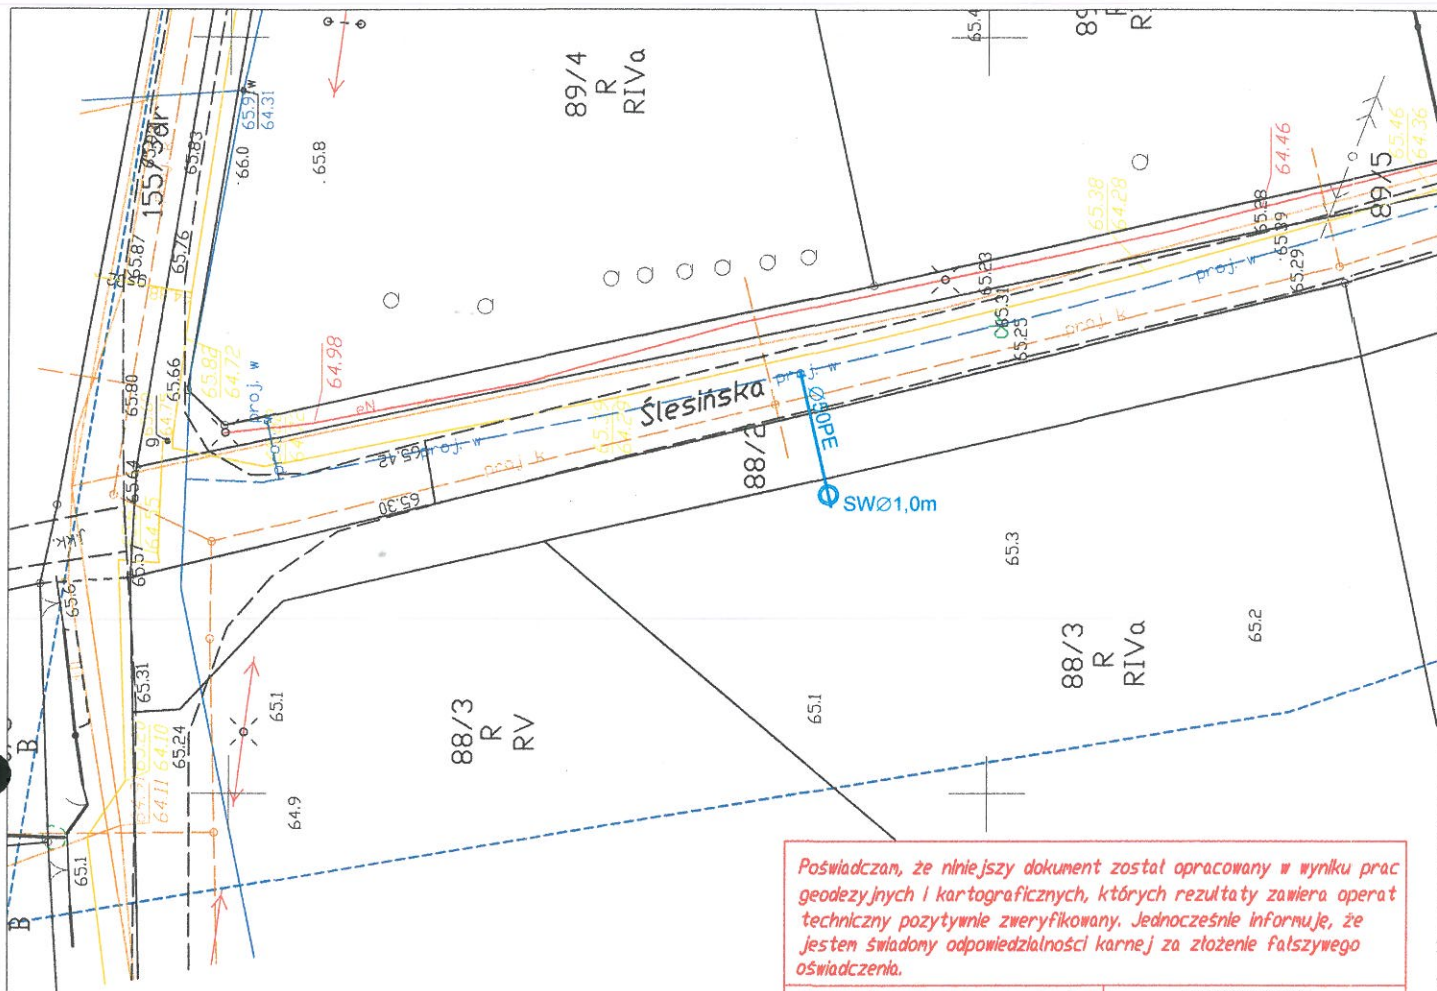 89/4
R
RIVa
R
65.97
64.31
65.83
66.0
65.8
65.87
65.76
65.66
65.80
65.82
64.72
64.98
proj. w
65.64
9
65.57
65.42
proj. w
65.30
proj. k
Ślesińska
88/2
proj. w
Ø50PE
SWØ1,0m
65.23
65.31
65.25
proj. k
proj. w
65.38
64.28
65.28
65.39
65.29
64.46
65.46
64.36
89/5
65.3
65.2
65.1
65.31
65.24
65.1
64.9
65.1
64.11
64.10
B
B
88/3
R
RV
88/3
R
RIVa
Poświadczam, że niniejszy dokument został opracowany w wyniku prac
geodezyjnych i kartograficznych, których rezultaty zawiera operat
techniczny pozytywnie zweryfikowany. Jednocześnie informuję, że
jestem świadomy odpowiedzialności karnej za złożenie fałszywego
oświadczenia.